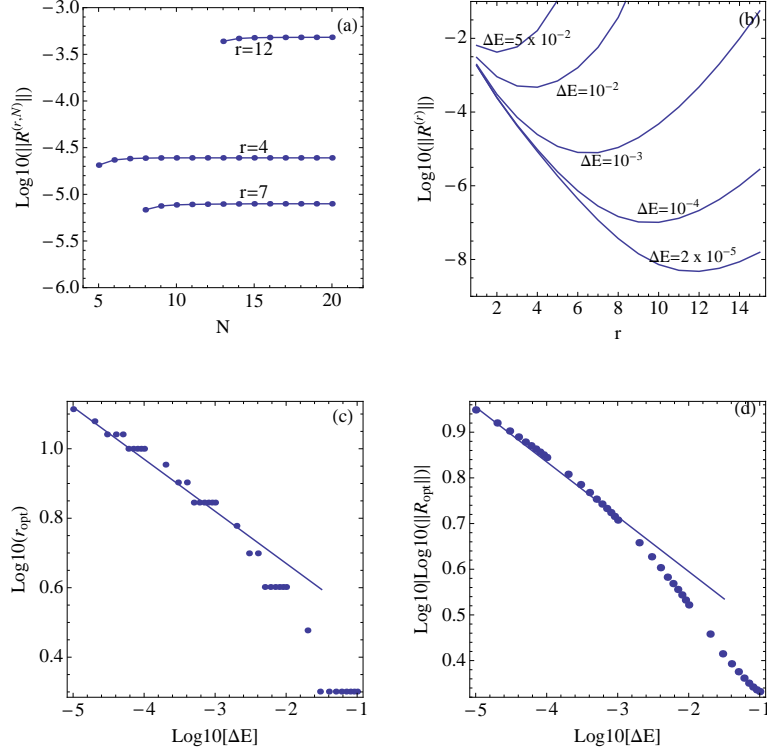 (a)
−3.0
−3.5
−4.0
−4.5
−5.0
−5.5
−6.0
r=12
r=4
r=7
Log10(||R^(r,N)||)
5 10 15 20
N
(b)
−2
−4
−6
−8
ΔE=5 x 10^−2
ΔE=10^−2
ΔE=10^−3
ΔE=10^−4
ΔE=2 x 10^−5
Log10(||R^(r)||)
2 4 6 8 10 12 14
r
(c)
1.0
0.8
0.6
0.4
Log10(r_opt)
−5 −4 −3 −2 −1
Log10[ΔE]
(d)
0.9
0.8
0.7
0.6
0.5
0.4
Log10|Log10(||R_opt||)|
−5 −4 −3 −2 −1
Log10[ΔE]